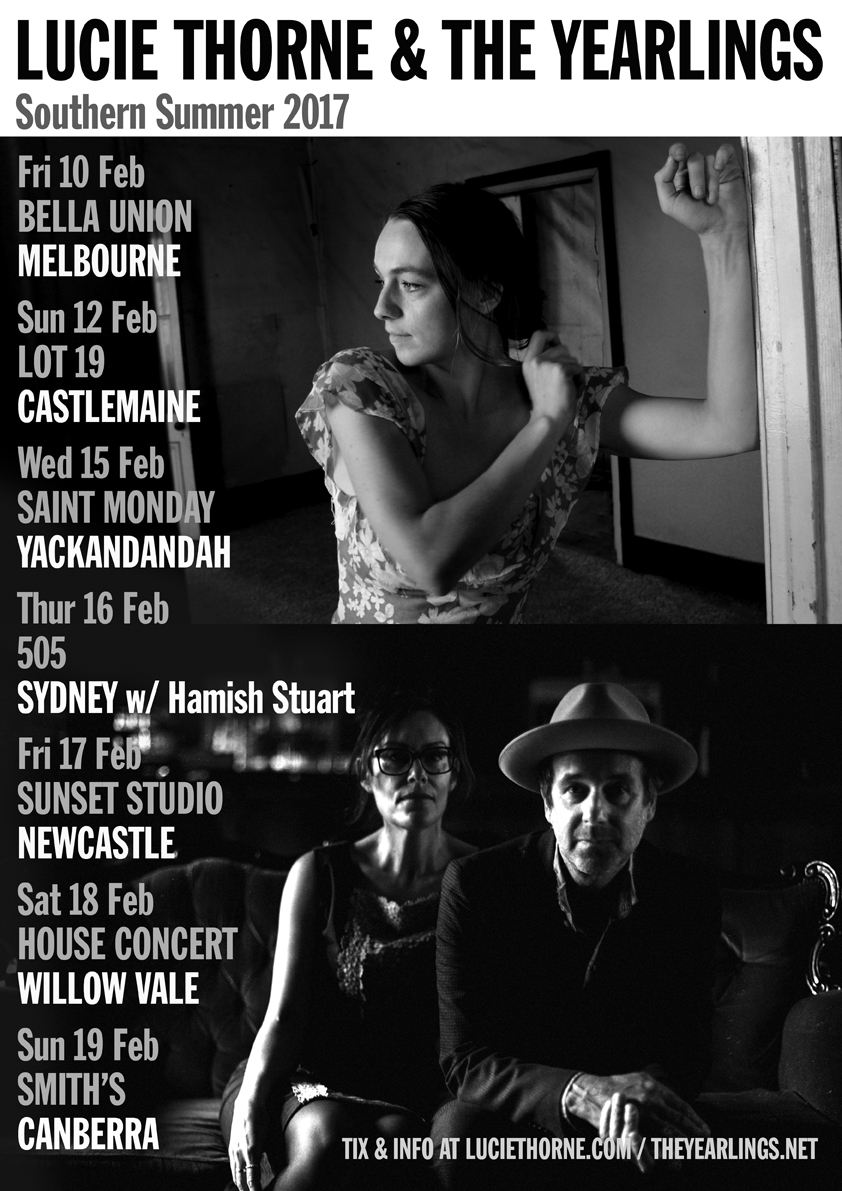 LUCIE THORNE & THE YEARLINGS
Southern Summer 2017
Fri 10 Feb
BELLA UNION
MELBOURNE
Sun 12 Feb
LOT 19
CASTLEMAINE
Wed 15 Feb
SAINT MONDAY
YACKANDANDAH
Thur 16 Feb
505
SYDNEY w/ Hamish Stuart
Fri 17 Feb
SUNSET STUDIO
NEWCASTLE
Sat 18 Feb
HOUSE CONCERT
WILLOW VALE
Sun 19 Feb
SMITH'S
CANBERRA
TIX & INFO AT LUCIETHORNE.COM / THEYEARLINGS.NET